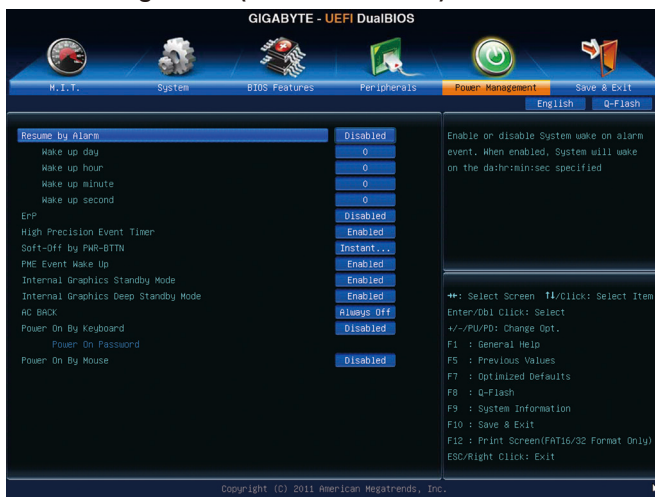 GIGABYTE - UEFI DualBIOS
M.I.T. System BIOS Features Peripherals Power Management Save & Exit
English Q-Flash
Resume by Alarm Disabled
Wake up day 0
Wake up hour 0
Wake up minute 0
Wake up second 0
ErP Disabled
High Precision Event Timer Enabled
Soft-Off by PWR-BTTN Instant...
PME Event Wake Up Enabled
Internal Graphics Standby Mode Enabled
Internal Graphics Deep Standby Mode Enabled
AC BACK Always Off
Power On By Keyboard Disabled
Power On Password
Power On By Mouse Disabled
Enable or disable System wake on alarm
event. When enabled, System will wake
on the da:hr:min:sec specified
→←: Select Screen ↑↓/Click: Select Item
Enter/Dbl Click: Select
+/-/PU/PD: Change Opt.
F1 : General Help
F5 : Previous Values
F7 : Optimized Defaults
F8 : Q-Flash
F9 : System Information
F10 : Save & Exit
F12 : Print Screen(FAT16/32 Format Only)
ESC/Right Click: Exit
Copyright (C) 2011 American Megatrends, Inc.